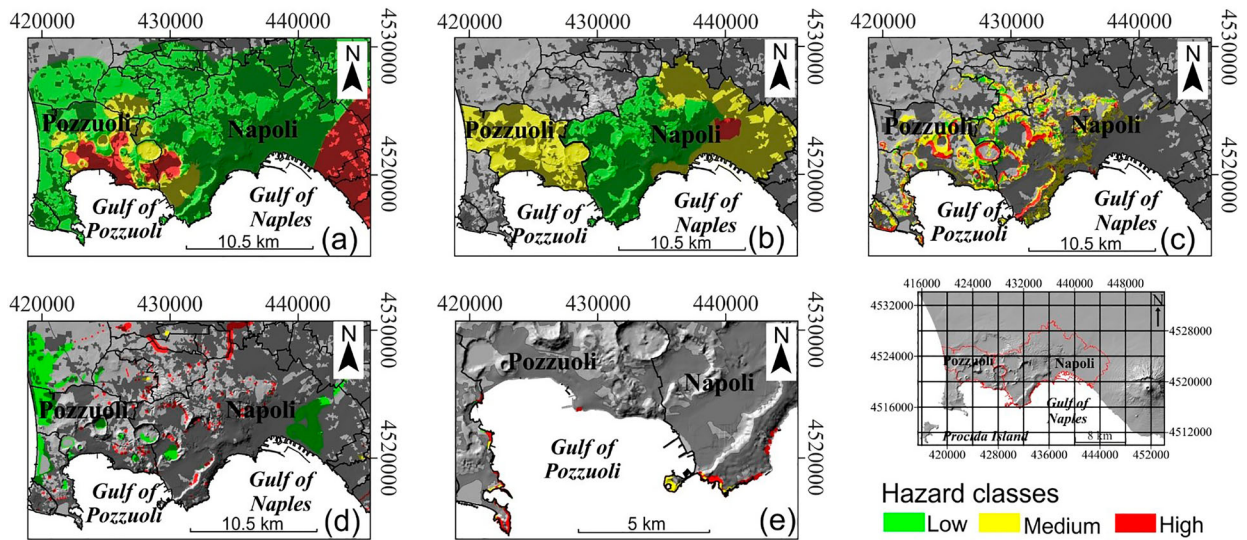 420000 430000 440000
N
4530000
4520000
Pozzuoli
Napoli
Gulf of
Pozzuoli
Gulf of
Naples
10.5 km
(a)
420000 430000 440000
N
4530000
4520000
Pozzuoli
Napoli
Gulf of
Pozzuoli
Gulf of
Naples
10.5 km
(b)
420000 430000 440000
N
4530000
4520000
Pozzuoli
Napoli
Gulf of
Pozzuoli
Gulf of
Naples
10.5 km
(c)
420000 430000 440000
N
4530000
4520000
Pozzuoli
Napoli
Gulf of
Pozzuoli
Gulf of
Naples
10.5 km
(d)
420000 430000 440000
N
4530000
4520000
Pozzuoli
Napoli
Gulf of
Pozzuoli
5 km
(e)
416000 424000 432000 440000 448000
4532000
4524000
4516000
N
4528000
4520000
4512000
Pozzuoli
Napoli
Gulf of
Naples
Procida Island
8 km
420000 428000 436000 444000 452000
Hazard classes
Low Medium High